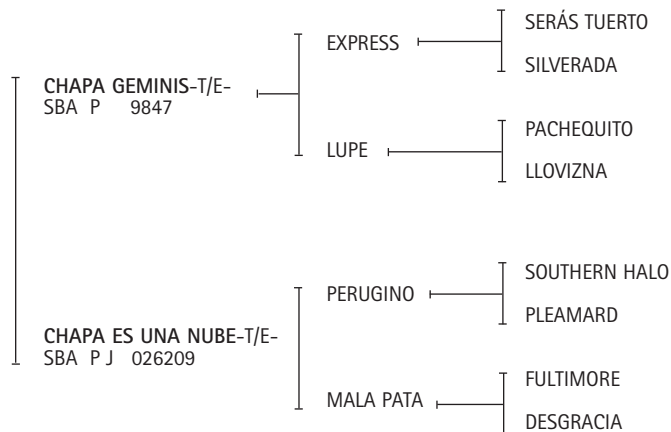 EXPRESS
SERÁS TUERTO
SILVERADA
CHAPA GEMINIS-T/E-
SBA P 9847
LUPE
PACHEQUITO
LLOVIZNA
PERUGINO
SOUTHERN HALO
PLEAMARD
CHAPA ES UNA NUBE-T/E-
SBA P J 026209
MALA PATA
FULTIMORE
DESGRACIA